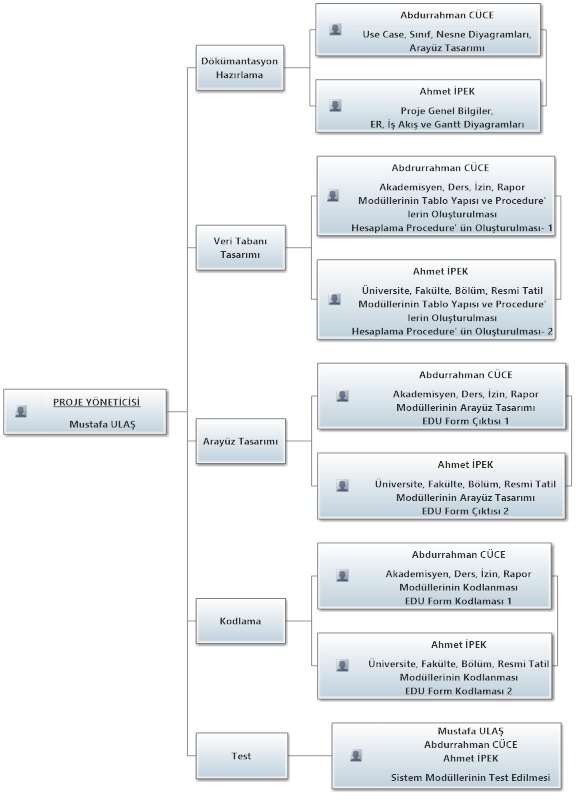 Abdurrahman CÜCE
Use Case, Sınıf, Nesne Diyagramları,
Arayüz Tasarımı
Dökümantasyon
Hazırlama
Ahmet İPEK
Proje Genel Bilgiler,
ER, İş Akış ve Gantt Diyagramları
Abdrurrahman CÜCE
Akademisyen, Ders, İzin, Rapor
Modüllerinin Tablo Yapısı ve Procedure'
lerin Oluşturulması
Hesaplama Procedure' ün Oluşturulması- 1
Veri Tabanı
Tasarımı
Ahmet İPEK
Üniversite, Fakülte, Bölüm, Resmi Tatil
Modüllerinin Tablo Yapısı ve Procedure'
lerin Oluşturulması
Hesaplama Procedure' ün Oluşturulması- 2
PROJE YÖNETİCİSİ
Mustafa ULAŞ
Abdurrahman CÜCE
Akademisyen, Ders, İzin, Rapor
Modüllerinin Arayüz Tasarımı
EDU Form Çıktısı 1
Arayüz Tasarımı
Ahmet İPEK
Üniversite, Fakülte, Bölüm, Resmi Tatil
Modüllerinin Arayüz Tasarımı
EDU Form Çıktısı 2
Abdurrahman CÜCE
Akademisyen, Ders, İzin, Rapor
Modüllerinin Kodlanması
EDU Form Kodlaması 1
Kodlama
Ahmet İPEK
Üniversite, Fakülte, Bölüm, Resmi Tatil
Modüllerinin Kodlanması
EDU Form Kodlaması 2
Test
Mustafa ULAŞ
Abdurrahman CÜCE
Ahmet İPEK
Sistem Modüllerinin Test Edilmesi